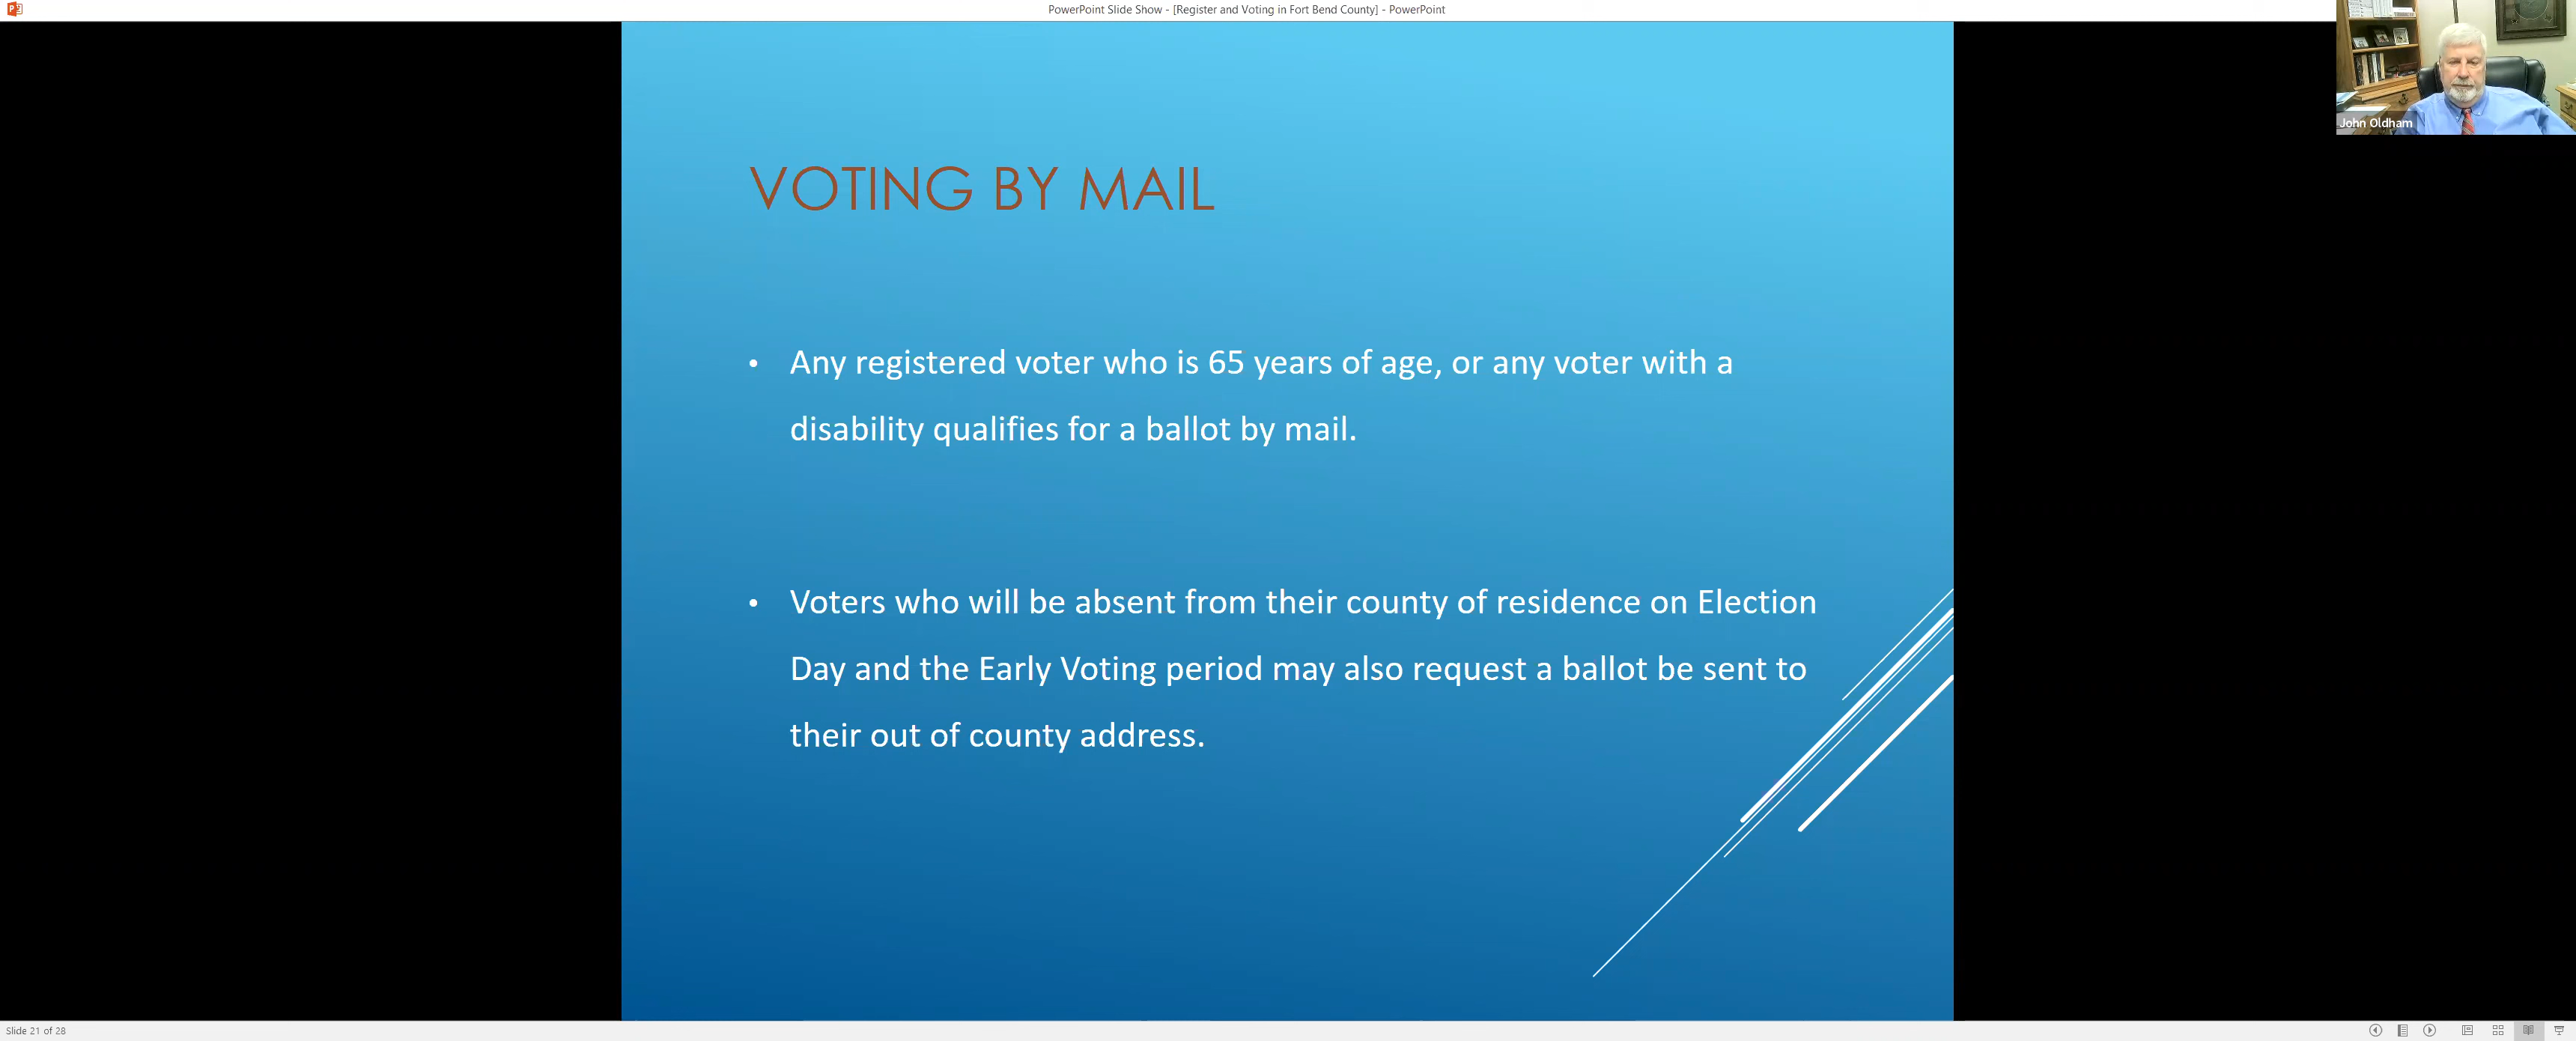 PowerPoint Slide Show - [Register and Voting in Fort Bend County] - PowerPoint
John Oldham
VOTING BY MAIL
• Any registered voter who is 65 years of age, or any voter with a
disability qualifies for a ballot by mail.
• Voters who will be absent from their county of residence on Election
Day and the Early Voting period may also request a ballot be sent to
their out of county address.
Slide 21 of 28